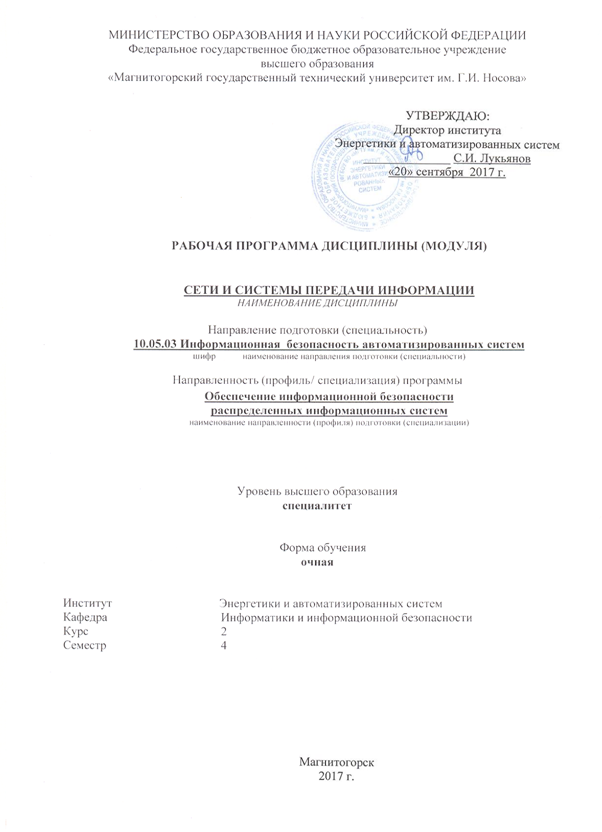 МИНИСТЕРСТВО ОБРАЗОВАНИЯ И НАУКИ РОССИЙСКОЙ ФЕДЕРАЦИИ
Федеральное государственное бюджетное образовательное учреждение
высшего образования
«Магнитогорский государственный технический университет им. Г.И. Носова»
УТВЕРЖДАЮ:
Директор института
Энергетики и автоматизированных систем
С.И. Лукьянов
«20» сентября 2017 г.
ЭНЕРГЕТИКИ
И АВТОМАТИЗИ
РОВАННЫХ
СИСТЕМ
РАБОЧАЯ ПРОГРАММА ДИСЦИПЛИНЫ (МОДУЛЯ)
СЕТИ И СИСТЕМЫ ПЕРЕДАЧИ ИНФОРМАЦИИ
НАИМЕНОВАНИЕ ДИСЦИПЛИНЫ
Направление подготовки (специальность)
10.05.03 Информационная безопасность автоматизированных систем
шифр наименование направления подготовки (специальности)
Направленность (профиль/ специализация) программы
Обеспечение информационной безопасности
распределенных информационных систем
наименование направленности (профиля) подготовки (специализации)
Уровень высшего образования
специалитет
Форма обучения
очная
Институт Энергетики и автоматизированных систем
Кафедра Информатики и информационной безопасности
Курс 2
Семестр 4
Магнитогорск
2017 г.